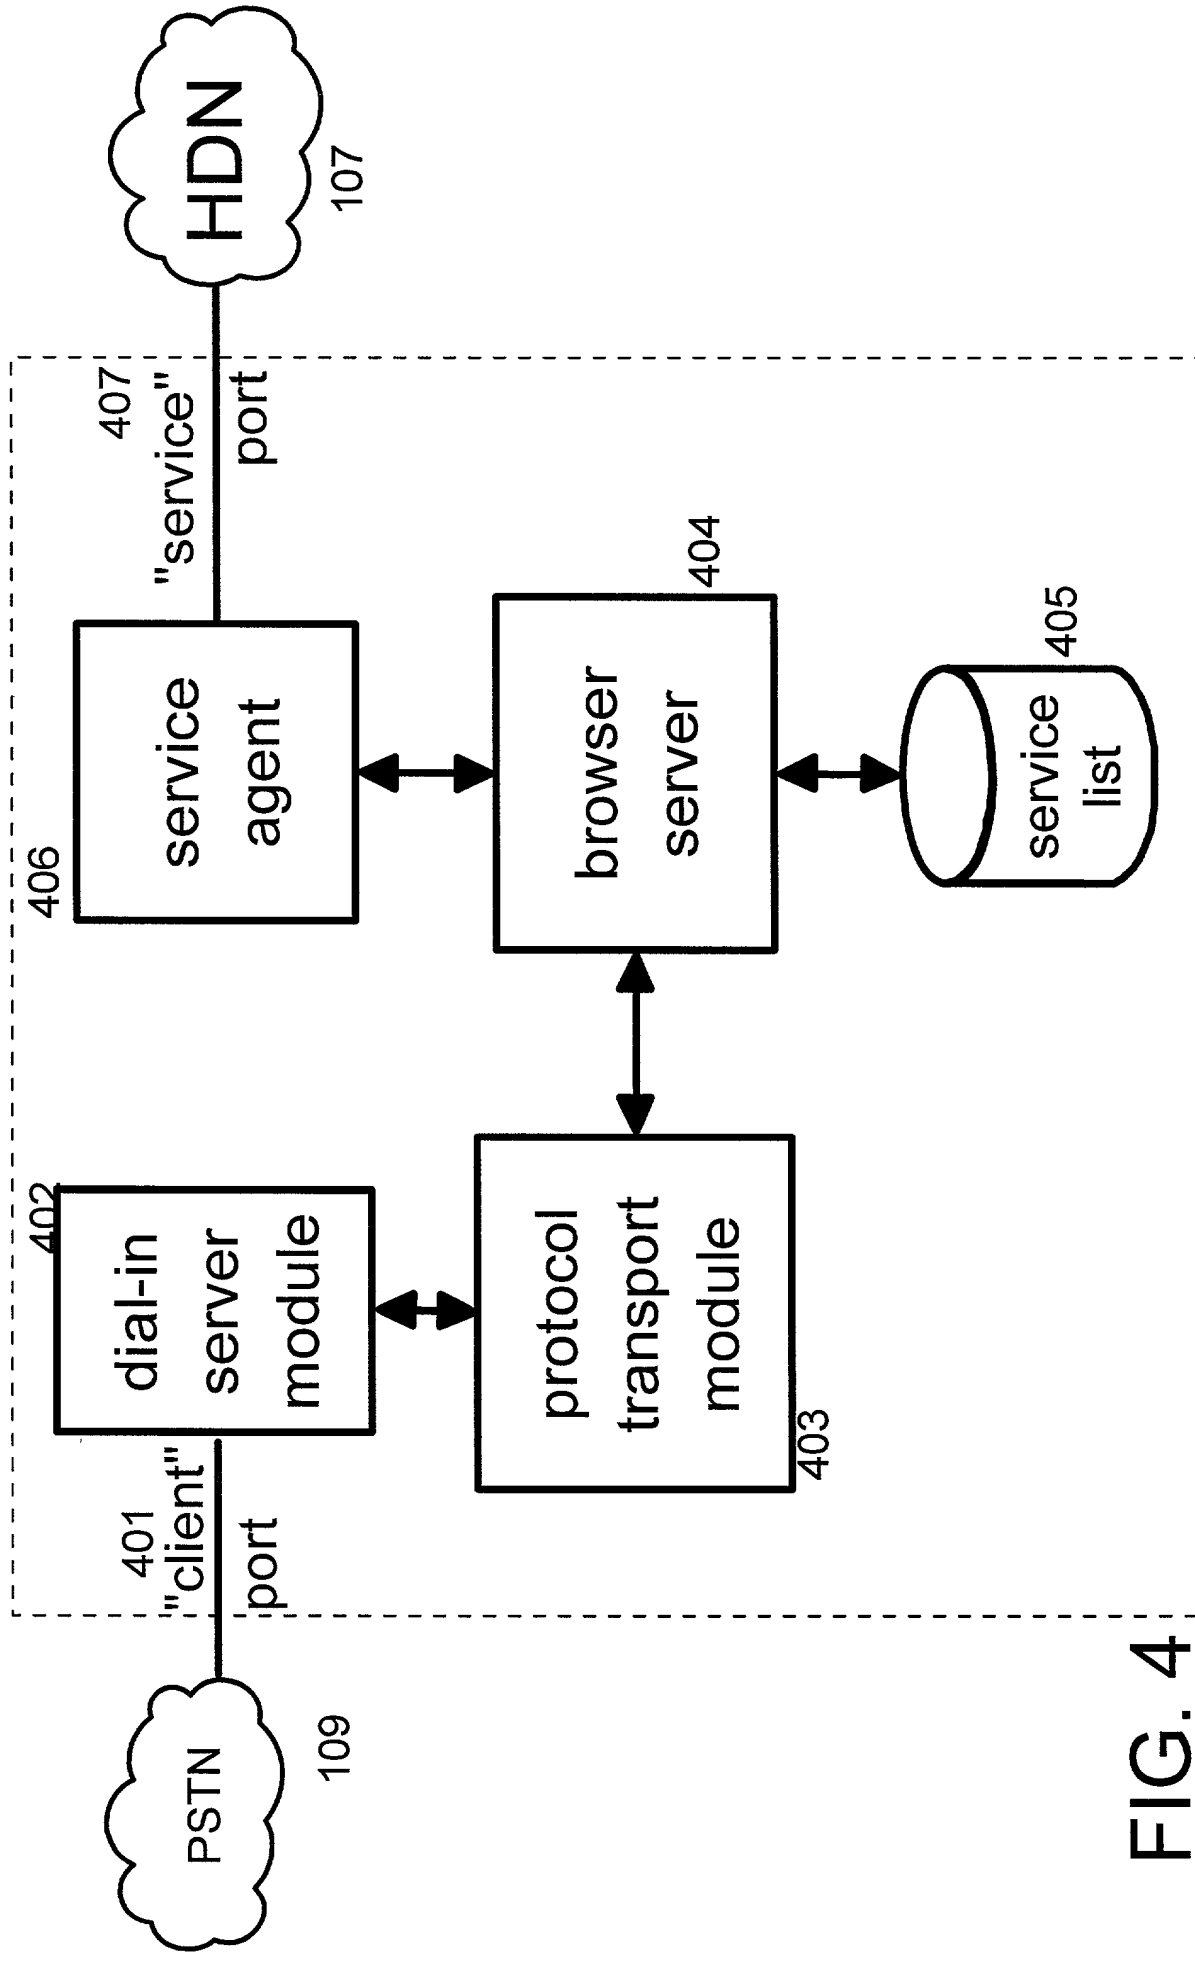 PSTN
109
401
"client"
port
402
dial-in
server
module
protocol
transport
module
403
406
service
agent
browser
server
404
service
list
405
407
"service"
port
HDN
107
FIG. 4